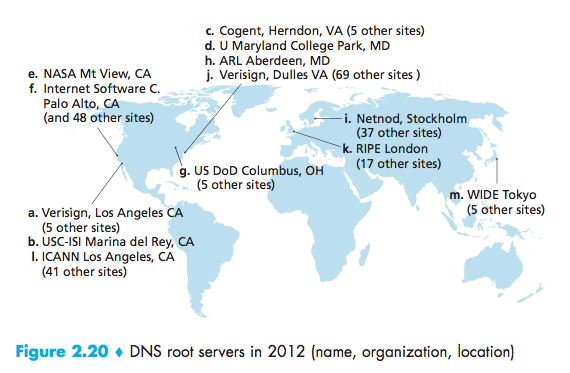 c. Cogent, Herndon, VA (5 other sites)
d. U Maryland College Park, MD
h. ARL Aberdeen, MD
j. Verisign, Dulles VA (69 other sites )
e. NASA Mt View, CA
f. Internet Software C.
Palo Alto, CA
(and 48 other sites)
i. Netnod, Stockholm
(37 other sites)
k. RIPE London
(17 other sites)
g. US DoD Columbus, OH
(5 other sites)
m. WIDE Tokyo
(5 other sites)
a. Verisign, Los Angeles CA
(5 other sites)
b. USC-ISI Marina del Rey, CA
l. ICANN Los Angeles, CA
(41 other sites)
Figure 2.20 ♦ DNS root servers in 2012 (name, organization, location)